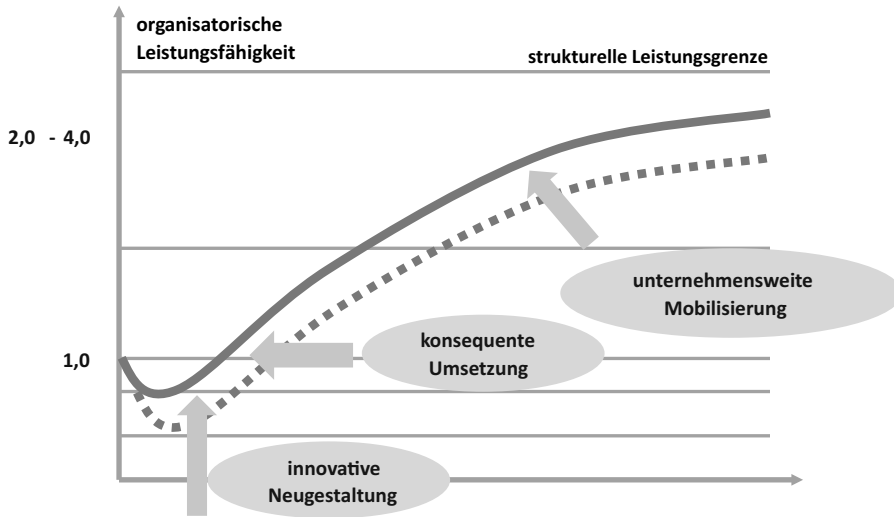 organisatorische
Leistungsfähigkeit
strukturelle Leistungsgrenze
2,0 - 4,0
unternehmensweite
Mobilisierung
konsequente
Umsetzung
1,0
innovative
Neugestaltung